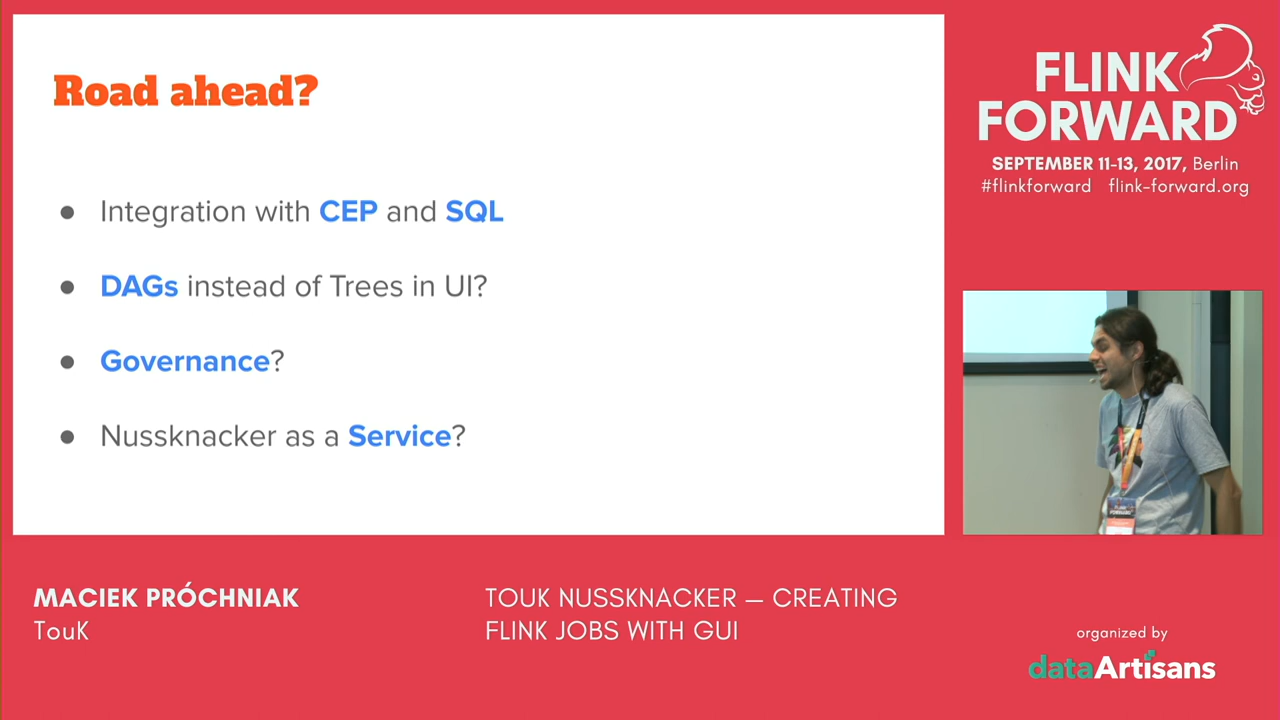 Road ahead?
● Integration with CEP and SQL
● DAGs instead of Trees in UI?
● Governance?
● Nussknacker as a Service?
FLINK
FORWARD
SEPTEMBER 11-13, 2017, Berlin
#flinkforward flink-forward.org
FLINK
FORWARD
MACIEK PRÓCHNIAK
TouK
TOUK NUSSKNACKER — CREATING
FLINK JOBS WITH GUI
organized by
dataArtisans